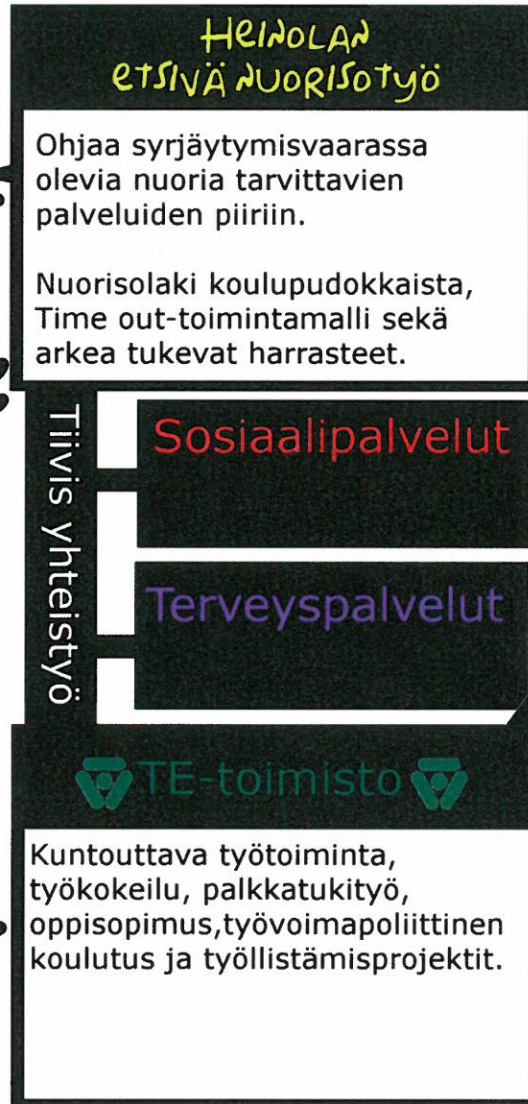 HEINOLAN
ETSIVÄ NUORISOTYÖ
Ohjaa syrjäytymisvaarassa
olevia nuoria tarvittavien
palveluiden piiriin.
Nuorisolaki koulupudokkaista,
Time out-toimintamalli sekä
arkea tukevat harrasteet.
Tiivis yhteistyö
Sosiaalipalvelut
Terveyspalvelut
TE-toimisto
Kuntouttava työtoiminta,
työkokeilu, palkkatukityö,
oppisopimus,työvoimapoliittinen
koulutus ja työllistämisprojektit.